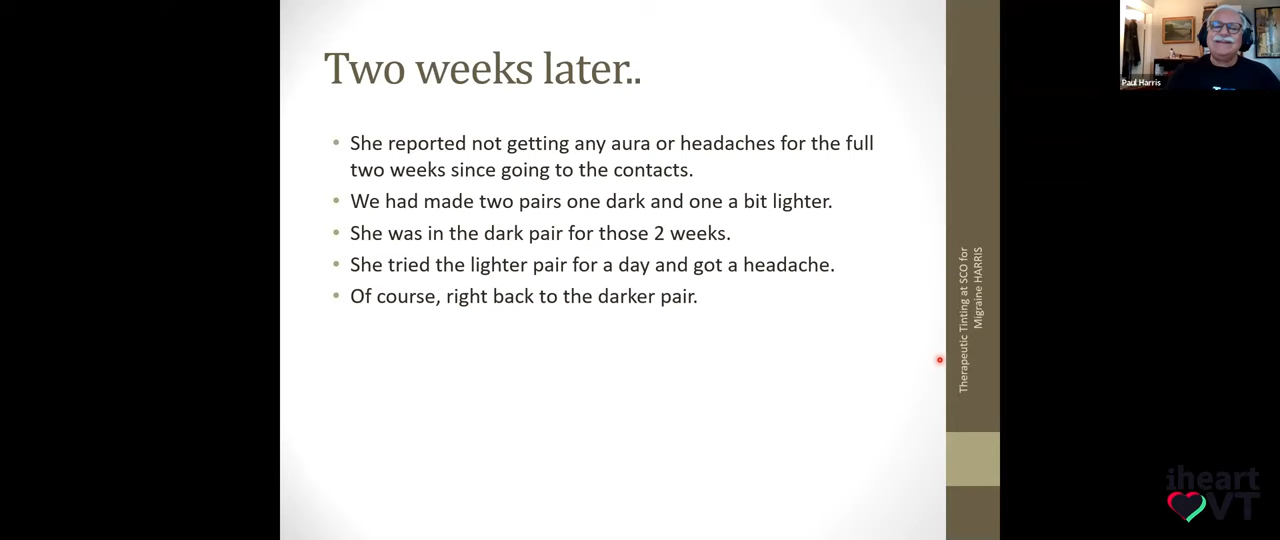 Two weeks later..
• She reported not getting any aura or headaches for the full
two weeks since going to the contacts.
• We had made two pairs one dark and one a bit lighter.
• She was in the dark pair for those 2 weeks.
• She tried the lighter pair for a day and got a headache.
• Of course, right back to the darker pair.
Therapeutic Tinting at SCO for
Migraine HARRIS
Paul Harris
iheart
VT